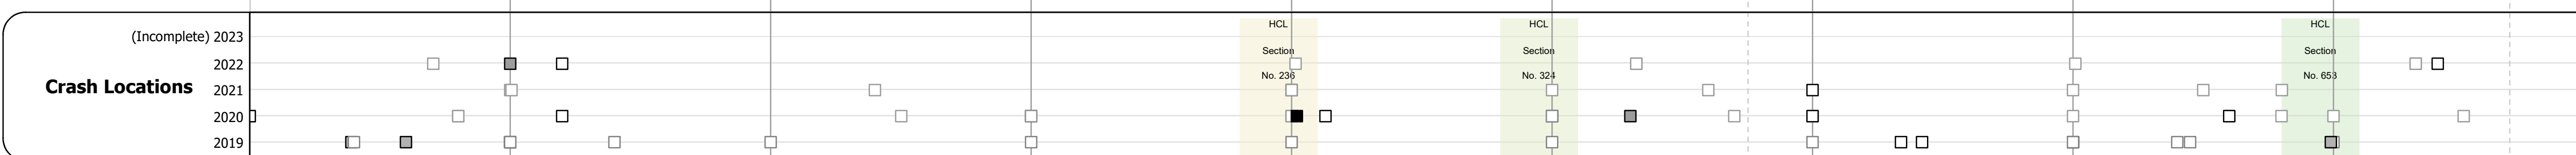 HCL HCL HCL
(Incomplete) 2023
Section Section Section
2022
No. 236 No. 324 No. 653
Crash Locations
2021
2020
2019